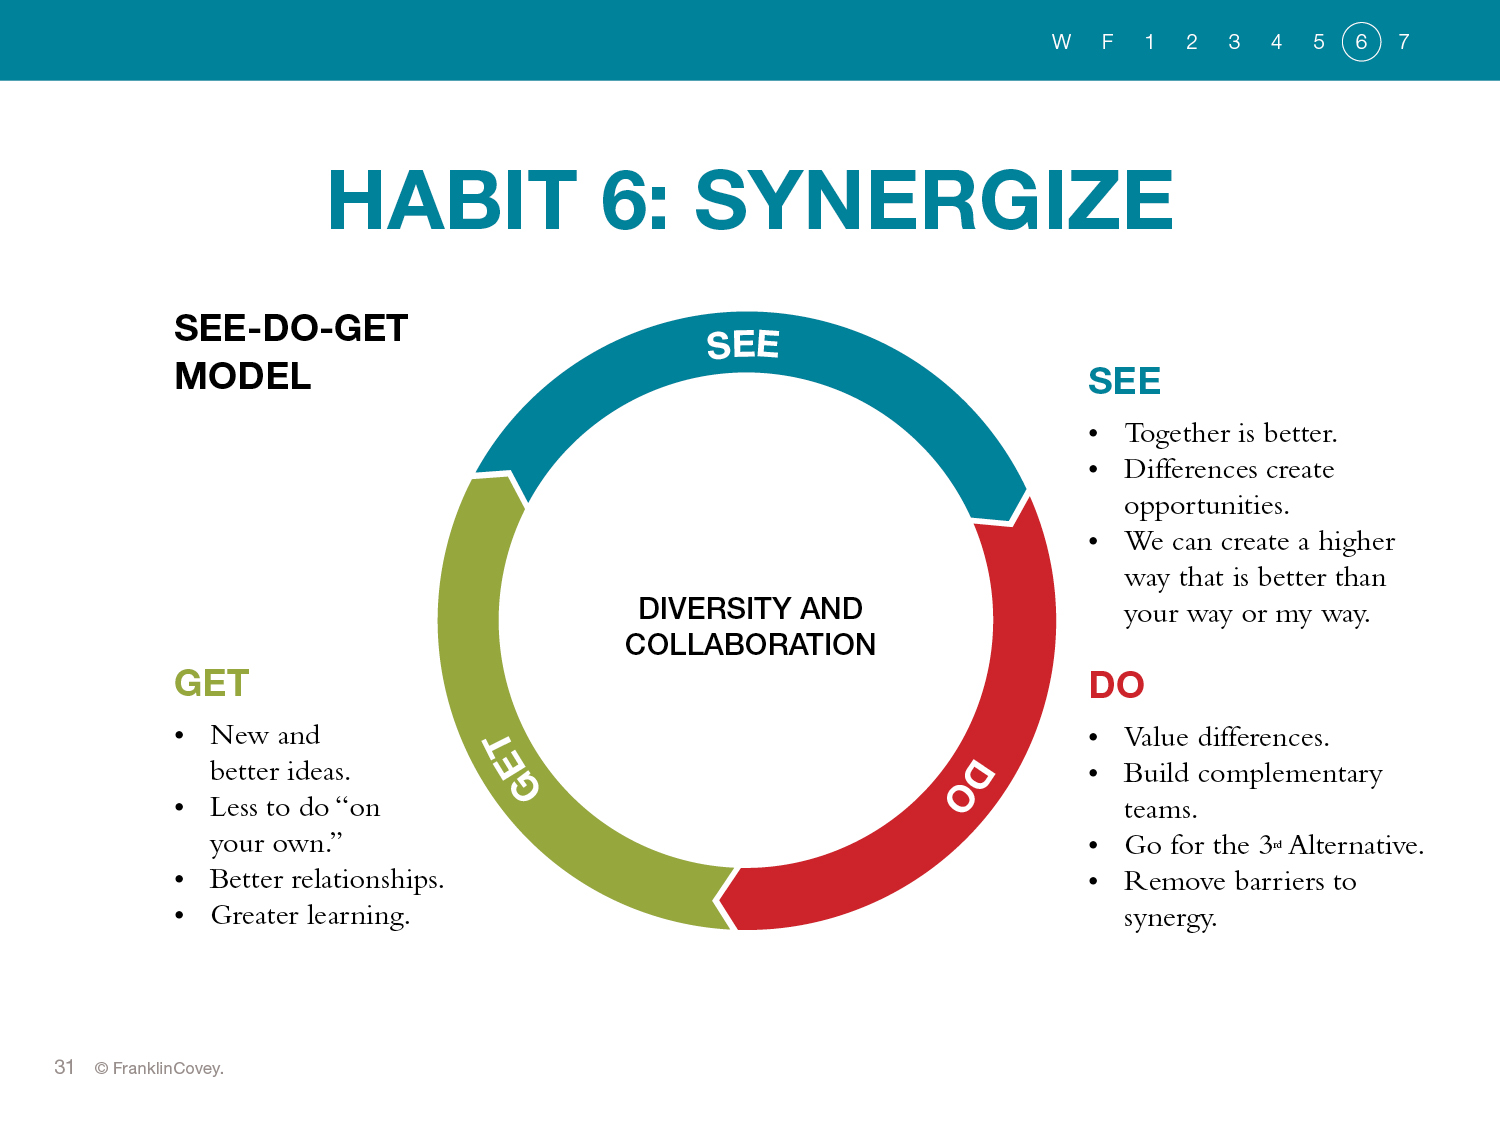 W F 1 2 3 4 5 6 7
HABIT 6: SYNERGIZE
SEE-DO-GET
MODEL
SEE
DO
GET
DIVERSITY AND
COLLABORATION
SEE
• Together is better.
• Differences create
opportunities.
• We can create a higher
way that is better than
your way or my way.
DO
• Value differences.
• Build complementary
teams.
• Go for the 3rd Alternative.
• Remove barriers to
synergy.
GET
• New and
better ideas.
• Less to do “on
your own.”
• Better relationships.
• Greater learning.
31 © FranklinCovey.